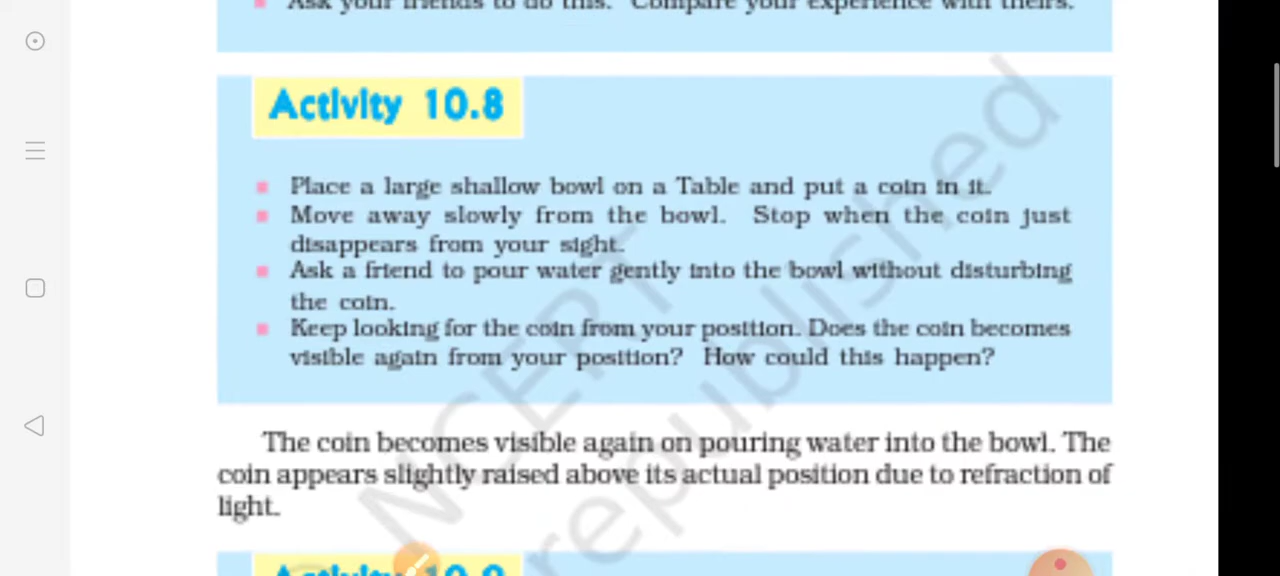 Ask your friends to do this. Compare your experience with theirs.
Activity 10.8
Place a large shallow bowl on a Table and put a coin in it.
Move away slowly from the bowl. Stop when the coin just
disappears from your sight.
Ask a friend to pour water gently into the bowl without disturbing
the coin.
Keep looking for the coin from your position. Does the coin becomes
visible again from your position? How could this happen?
The coin becomes visible again on pouring water into the bowl. The
coin appears slightly raised above its actual position due to refraction of
light.
Activity 10.9
NCERT
republished